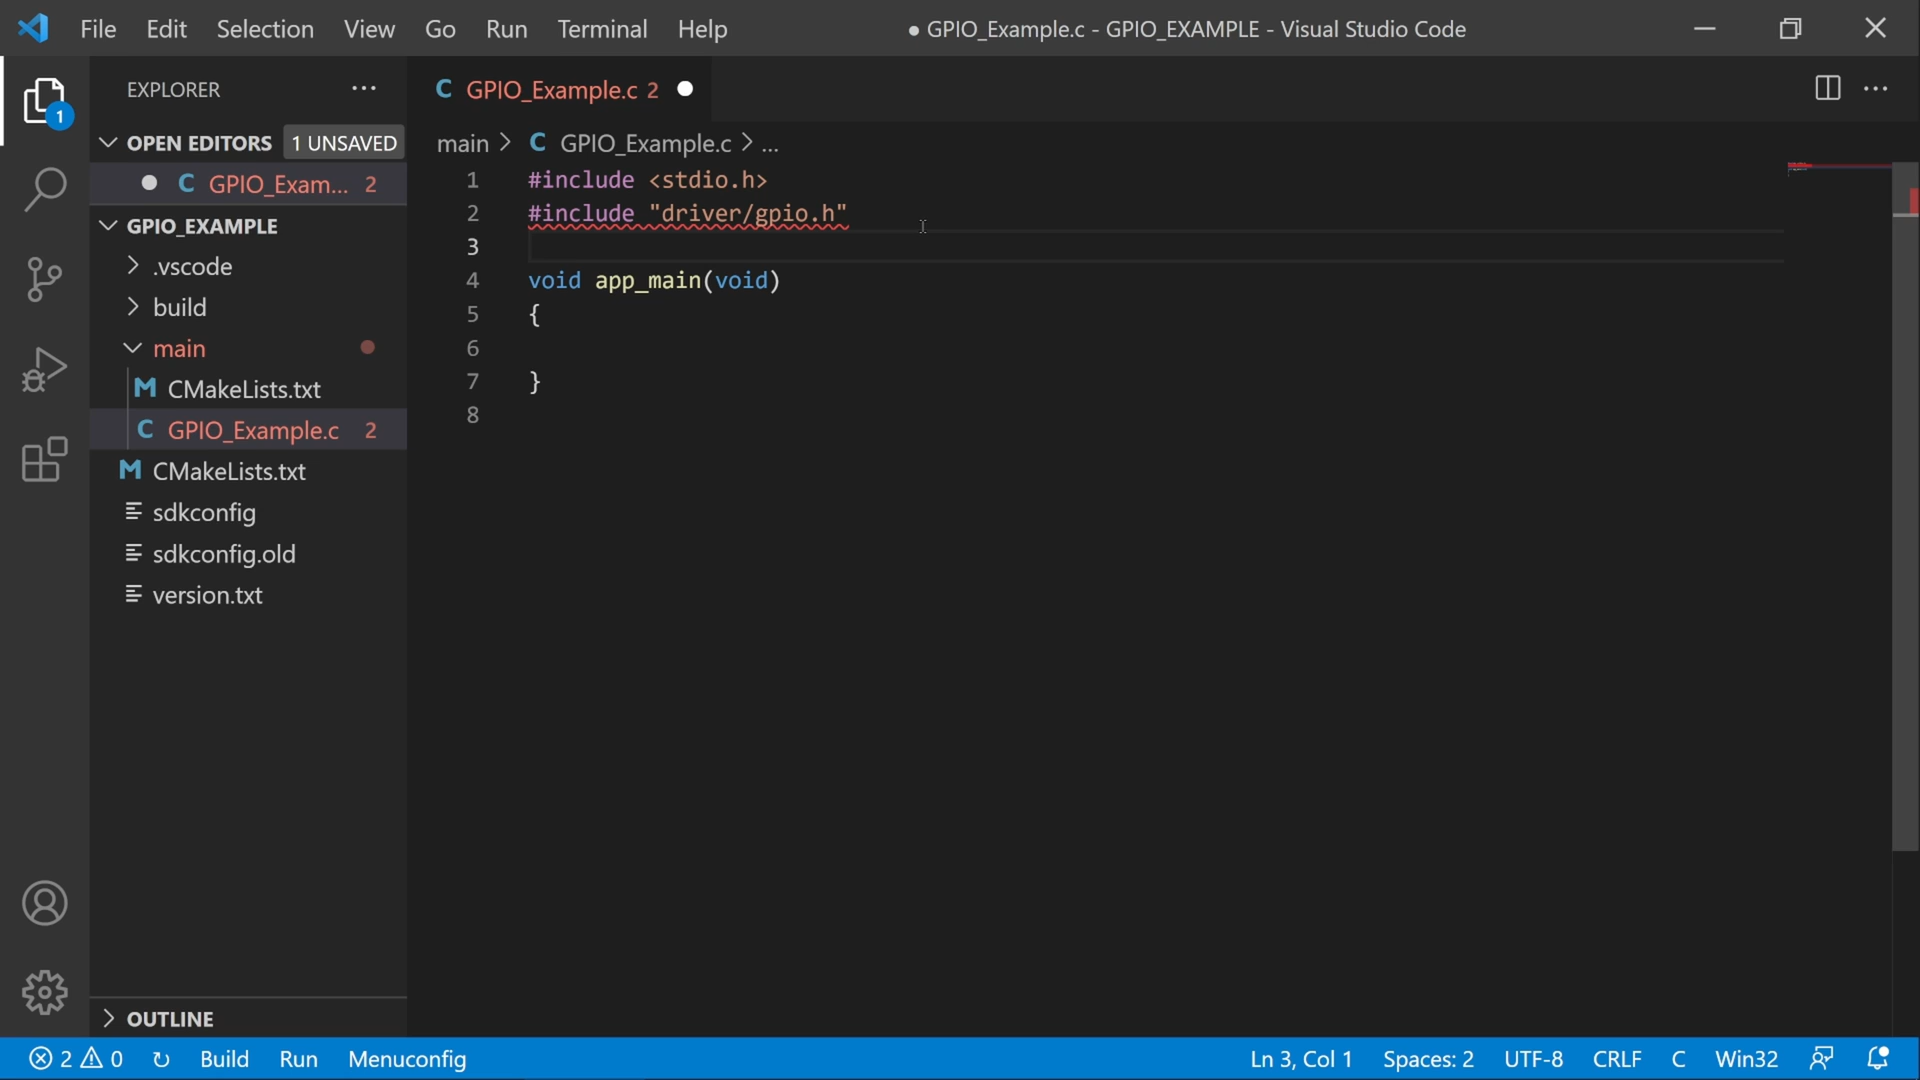 File Edit Selection View Go Run Terminal Help ● GPIO_Example.c - GPIO_EXAMPLE - Visual Studio Code
EXPLORER ...
1
OPEN EDITORS 1 UNSAVED
C GPIO_Exam... 2
GPIO_EXAMPLE
.vscode
build
main
M CMakeLists.txt
C GPIO_Example.c 2
M CMakeLists.txt
sdkconfig
sdkconfig.old
version.txt
OUTLINE
C GPIO_Example.c 2 ●
main > C GPIO_Example.c > ...
1 #include <stdio.h>
2 #include "driver/gpio.h"
3
4 void app_main(void)
5 {
6
7 }
8
2 0 Build Run Menuconfig Ln 3, Col 1 Spaces: 2 UTF-8 CRLF C Win32